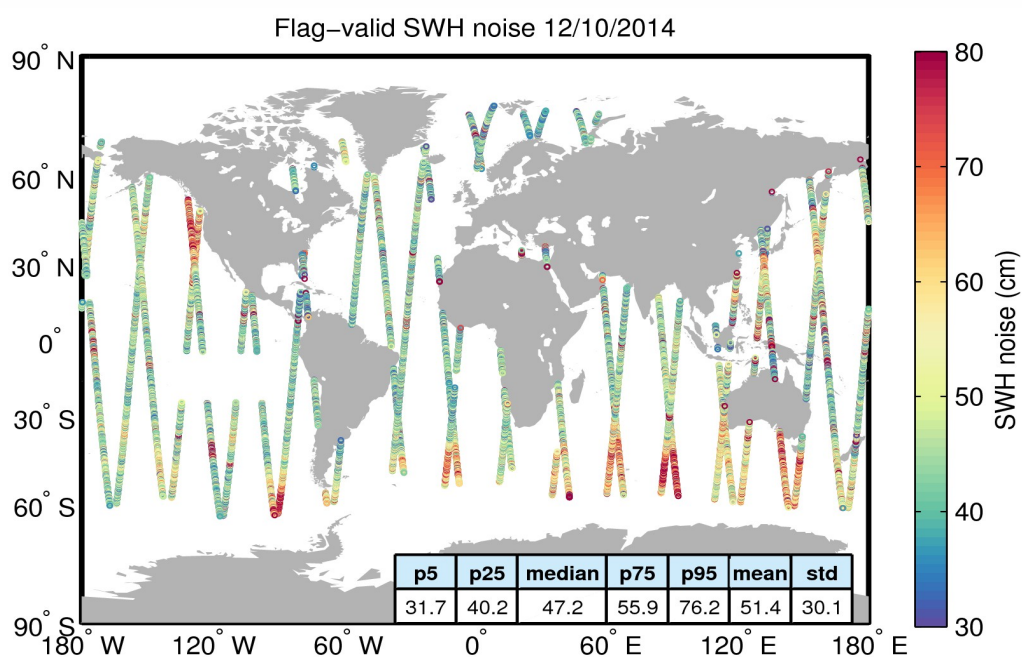 Flag−valid SWH noise 12/10/2014
90° N
60° N
30° N
0°
30° S
60° S
90° S
180° W
120° W
60° W
0°
60° E
120° E
180° E
80
70
60
50
40
30
SWH noise (cm)
p5 p25 median p75 p95 mean std
31.7 40.2 47.2 55.9 76.2 51.4 30.1